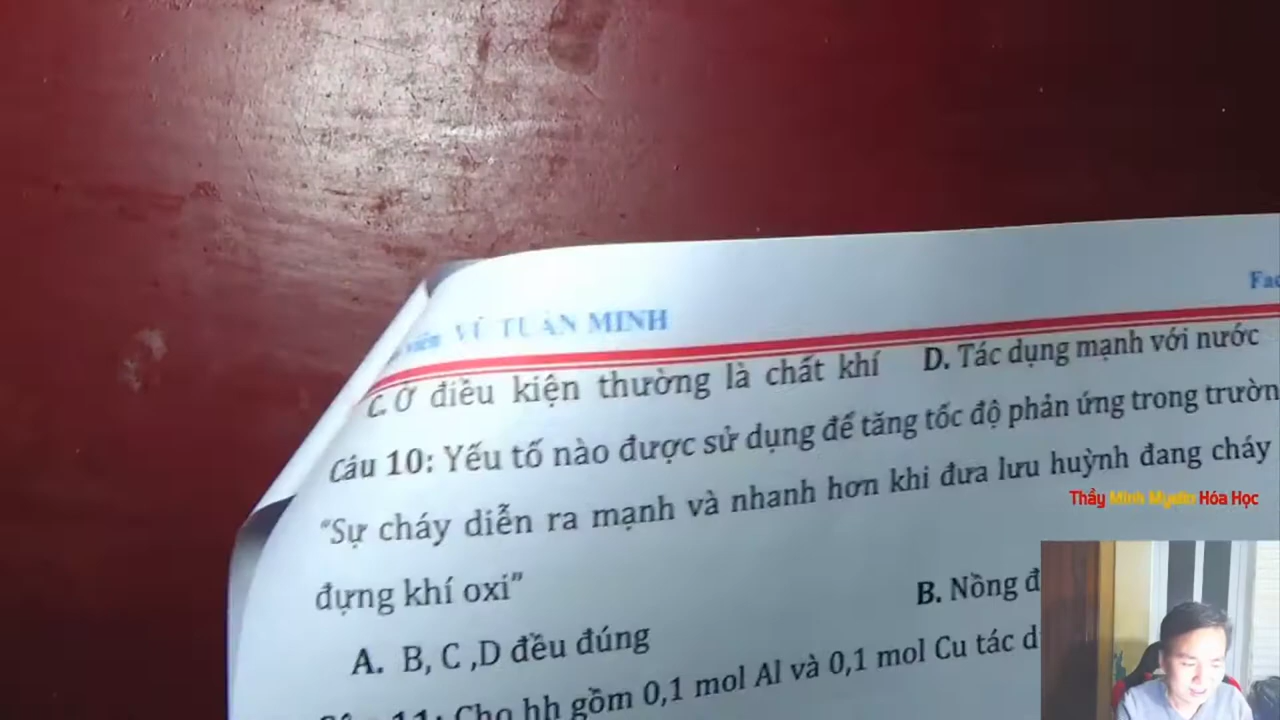 VŨ TUẤN MINH
C. Ở điều kiện thường là chất khí D. Tác dụng mạnh với nước
Câu 10: Yếu tố nào được sử dụng để tăng tốc độ phản ứng trong
“Sự cháy diễn ra mạnh và nhanh hơn khi đưa lưu huỳnh đang cháy
Thầy Minh Hóa Học
đựng khí oxi”
B. Nồng
A. B, C ,D đều đúng
11: Cho hh gồm 0,1 mol Al và 0,1 mol Cu tác